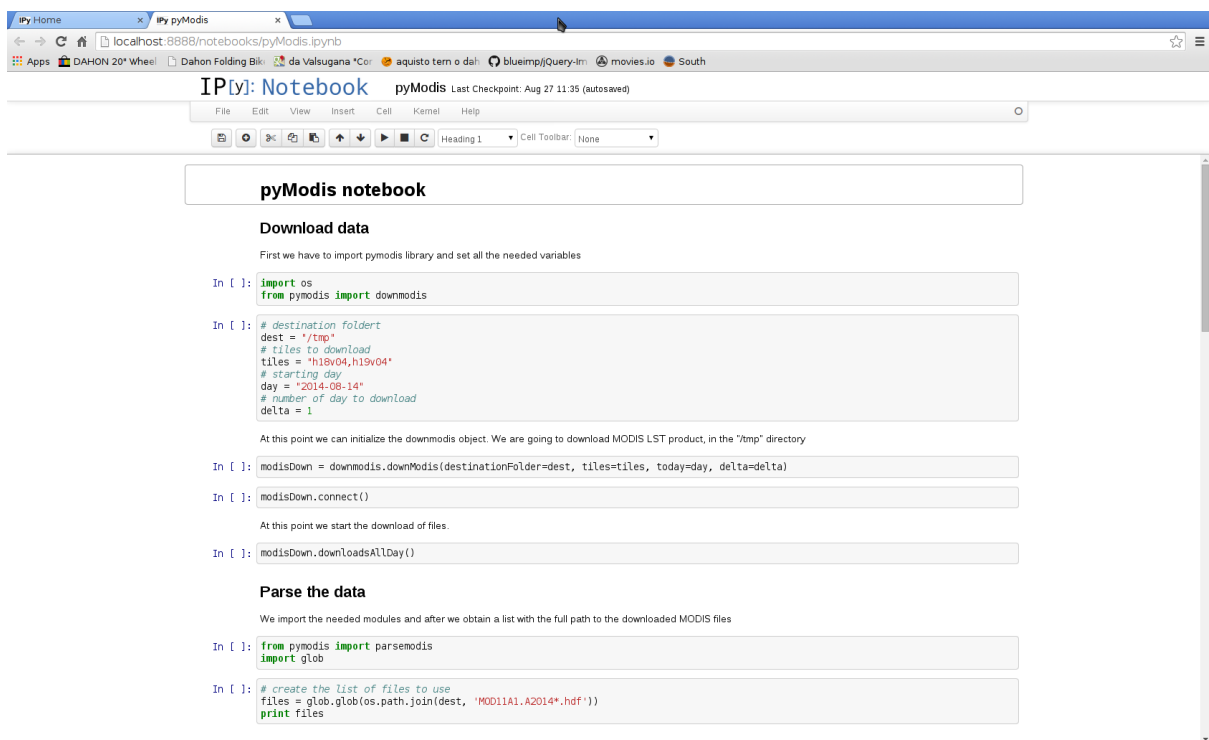 IPy Home × IPy pyModis ×
localhost:8888/notebooks/pyModis.ipynb
Apps DAHON 20" Wheel Dahon Folding Bik da Valsugana "Cor aquisto tern o dah blueimp/jQuery-Im movies.io South
IP[y]: Notebook pyModis Last Checkpoint: Aug 27 11:35 (autosaved)
File Edit View Insert Cell Kernel Help
Heading 1 Cell Toolbar: None
pyModis notebook
Download data
First we have to import pymodis library and set all the needed variables
In [ ]: import os
from pymodis import downmodis
In [ ]: # destination foldert
dest = "/tmp"
# tiles to download
tiles = "h18v04,h19v04"
# starting day
day = "2014-08-14"
# number of day to download
delta = 1
At this point we can initialize the downmodis object. We are going to download MODIS LST product, in the "/tmp" directory
In [ ]: modisDown = downmodis.downModis(destinationFolder=dest, tiles=tiles, today=day, delta=delta)
In [ ]: modisDown.connect()
At this point we start the download of files.
In [ ]: modisDown.downloadsAllDay()
Parse the data
We import the needed modules and after we obtain a list with the full path to the downloaded MODIS files
In [ ]: from pymodis import parsemodis
import glob
In [ ]: # create the list of files to use
files = glob.glob(os.path.join(dest, 'MOD11A1.A2014*.hdf'))
print files